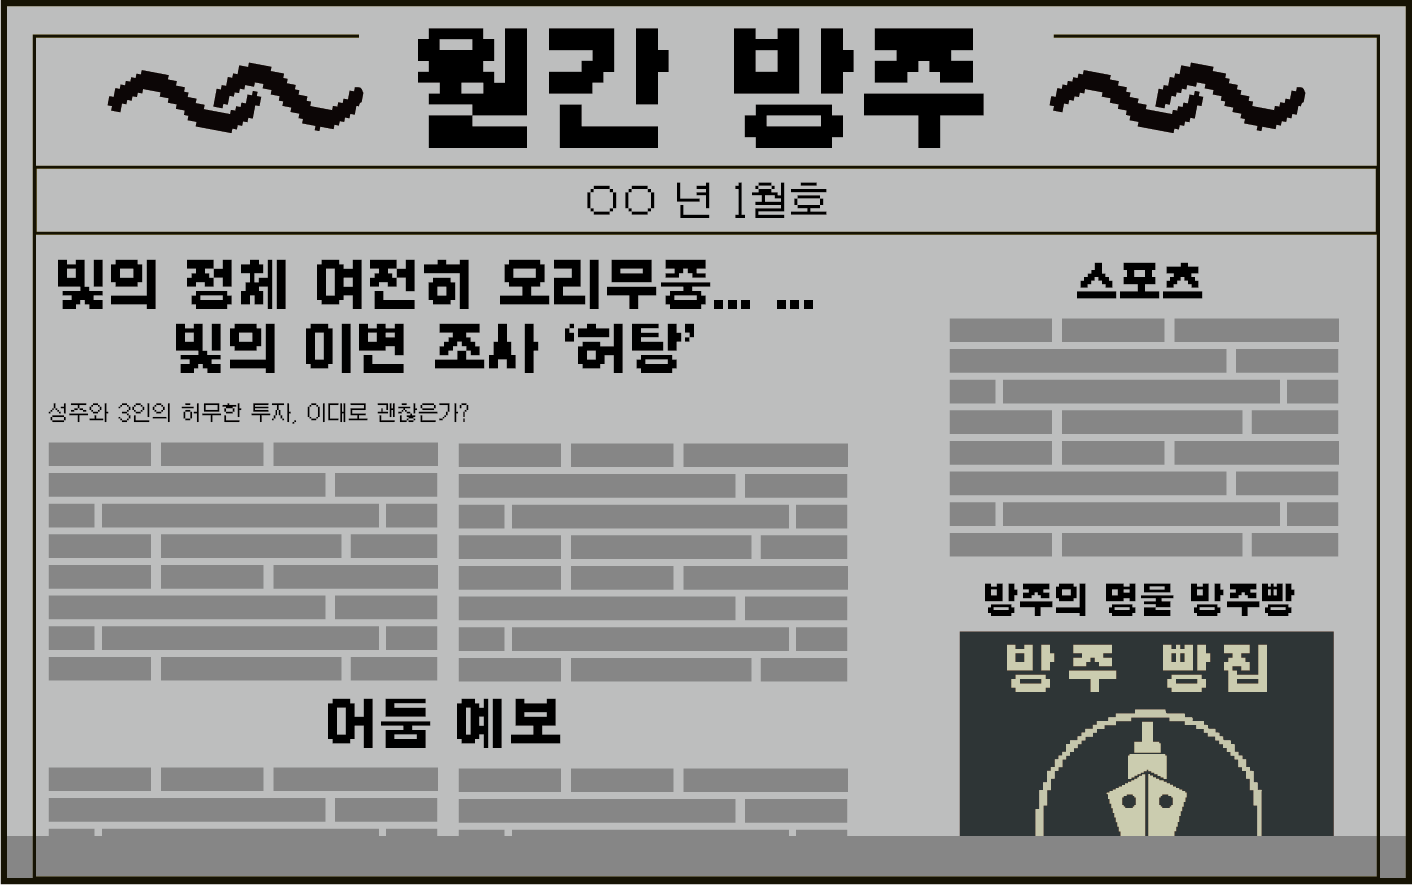 월간 방주
○○ 년 1월호
빛의 정체 여전히 오리무중... ...
빛의 이변 조사 ‘허탕’
성주와 3인의 허무한 투자, 이대로 괜찮은가?
어둠 예보
스포츠
방주의 명물 방주빵
방주 빵집